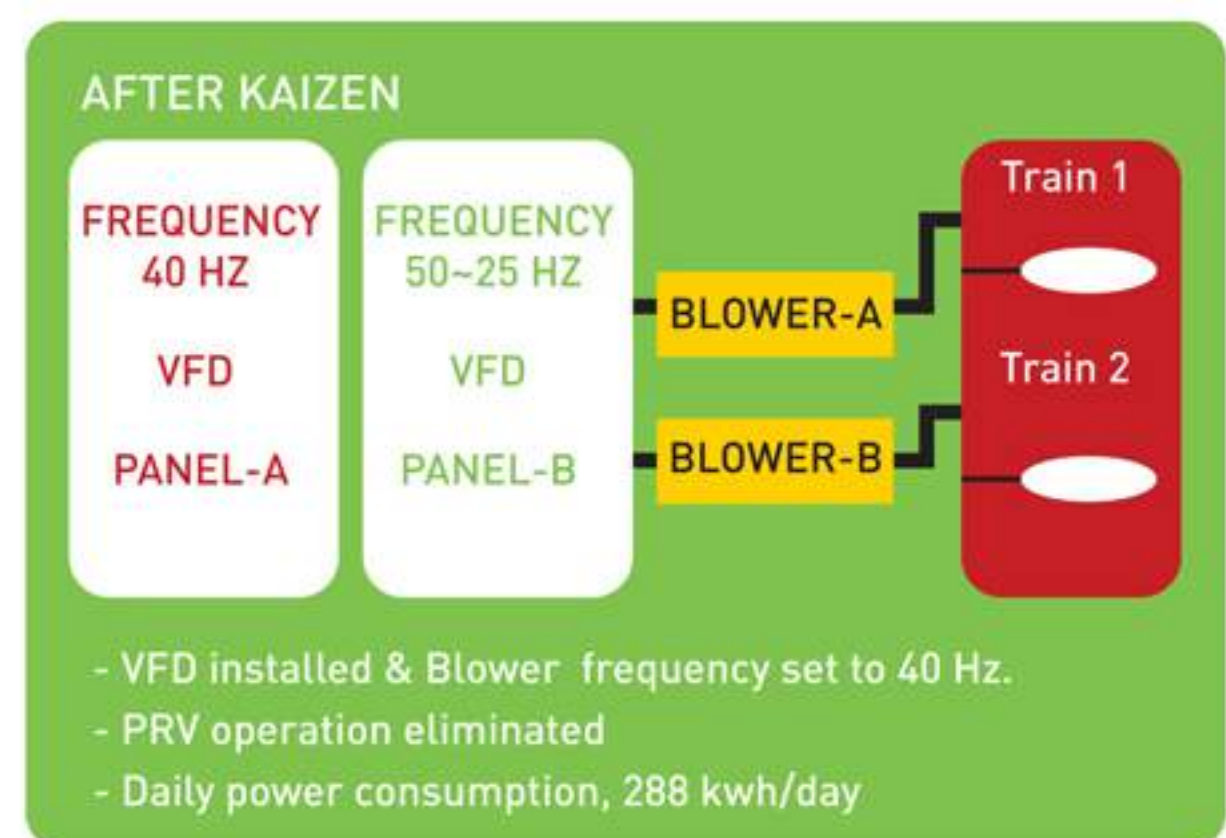 AFTER KAIZEN
FREQUENCY
40 HZ
VFD
PANEL-A
FREQUENCY
50~25 HZ
VFD
PANEL-B
BLOWER-A
BLOWER-B
Train 1
Train 2
- VFD installed & Blower frequency set to 40 Hz.
- PRV operation eliminated
- Daily power consumption, 288 kwh/day